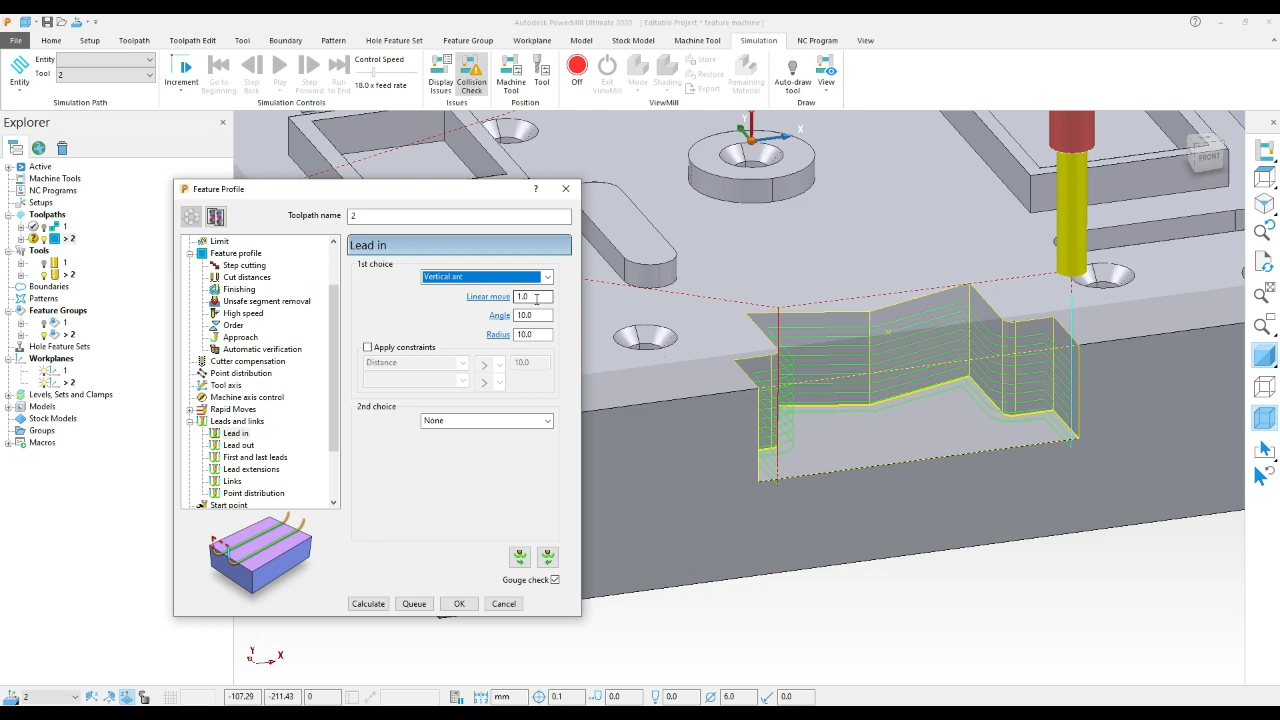 Autodesk PowerMill Ultimate 2020 [ Editable Project * feature machine ]
File Home Setup Toolpath Toolpath Edit Tool Boundary Pattern Feature Group Hole Feature Set Workplane Model Stock Model Machine Tool Simulation NC Program View
Entity
Entity
Tool 2
Simulation Path
Increment
Go to Beginning
Step Back
Play
Step Forward
Run to End
Control Speed
18.0 x feed rate
Simulation Controls
Display Issues
Collision Check
Issues
Machine Tool
Tool
Position
Off
Exit ViewMill
Mode
Shading
Store
Restore
Export
Remaining Material
ViewMill
Auto-draw tool
View
Draw
Explorer
Active
Machine Tools
NC Programs
Setups
Toolpaths
1
> 2
Tools
1
> 2
Boundaries
Patterns
Feature Groups
1
> 2
Hole Feature Sets
Workplanes
1
> 2
Levels, Sets and Clamps
Models
Stock Models
Groups
Macros
Feature Profile
?
Toolpath name 2
Limit
Feature profile
Step cutting
Cut distances
Finishing
Unsafe segment removal
High speed
Order
Approach
Automatic verification
Cutter compensation
Point distribution
Tool axis
Machine axis control
Rapid Moves
Leads and links
Lead in
Lead out
First and last leads
Lead extensions
Links
Point distribution
Start point
Lead in
1st choice
Vertical arc
Linear move 1.0
Angle 10.0
Radius 10.0
Apply constraints
Distance > 10.0
>
2nd choice
None
Gouge check
Calculate Queue OK Cancel
Y
X
FRONT
Y
X
2 -107.29 -211.43 0 mm 0.1 0.0 0.0 6.0 0.0